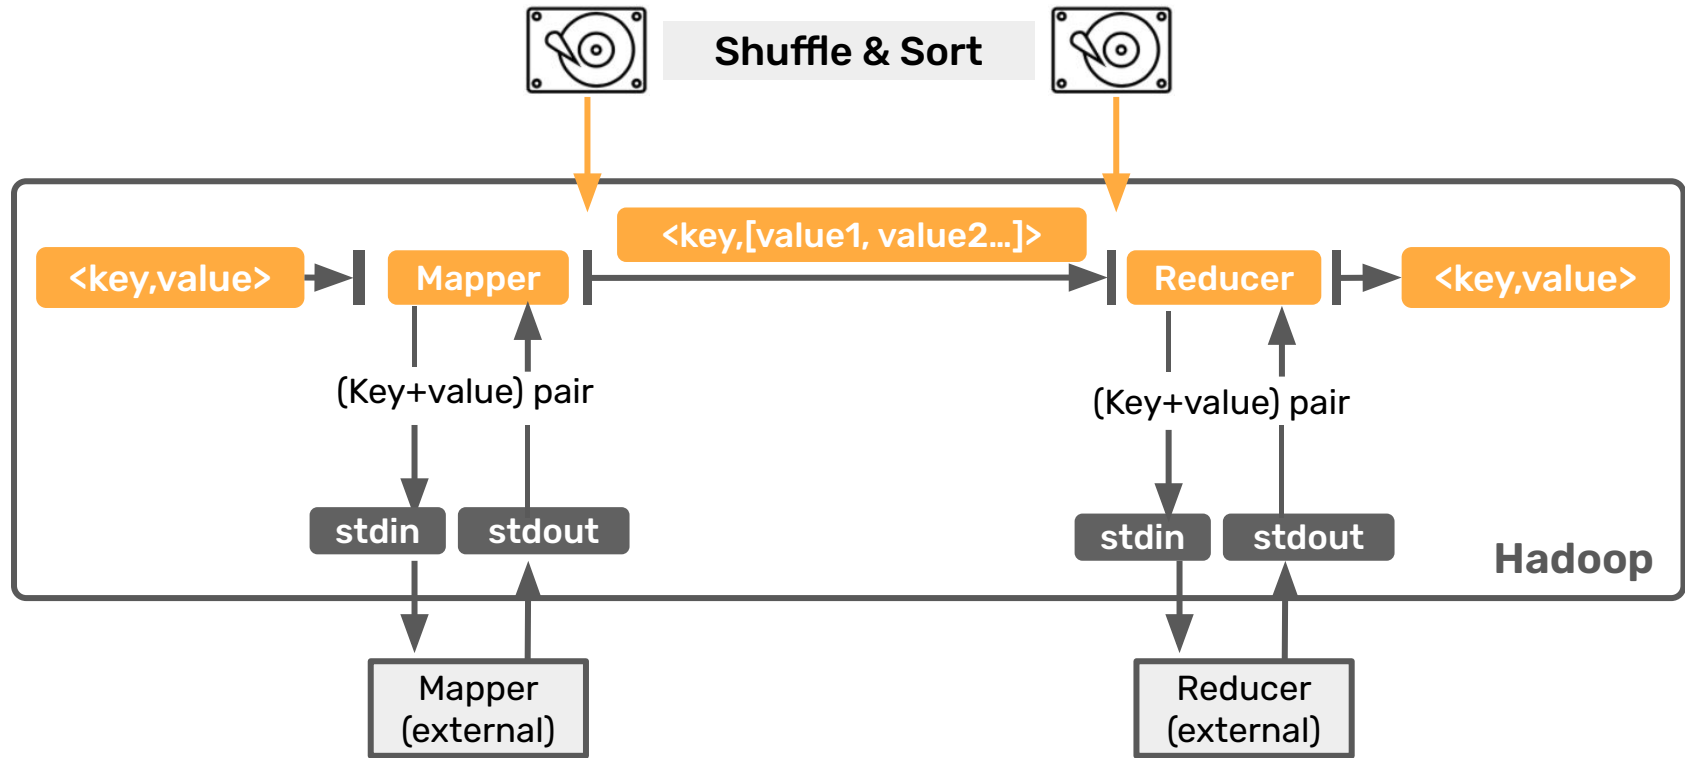 Shuffle & Sort
<key,[value1, value2...]>
<key,value>
Mapper
Reducer
<key,value>
(Key+value) pair
(Key+value) pair
stdin
stdout
stdin
stdout
Hadoop
Mapper
(external)
Reducer
(external)